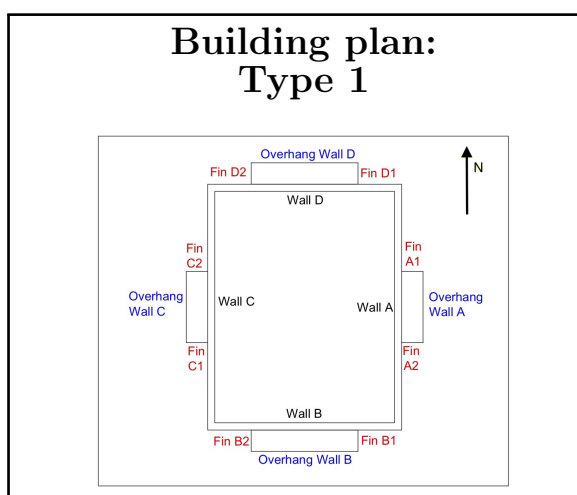 Building plan:
Type 1
Overhang Wall D
Fin D2
Fin D1
N
Wall D
Fin
C2
Fin
A1
Overhang
Wall C
Wall C
Wall A
Overhang
Wall A
Fin
C1
Fin
A2
Wall B
Fin B2
Fin B1
Overhang Wall B